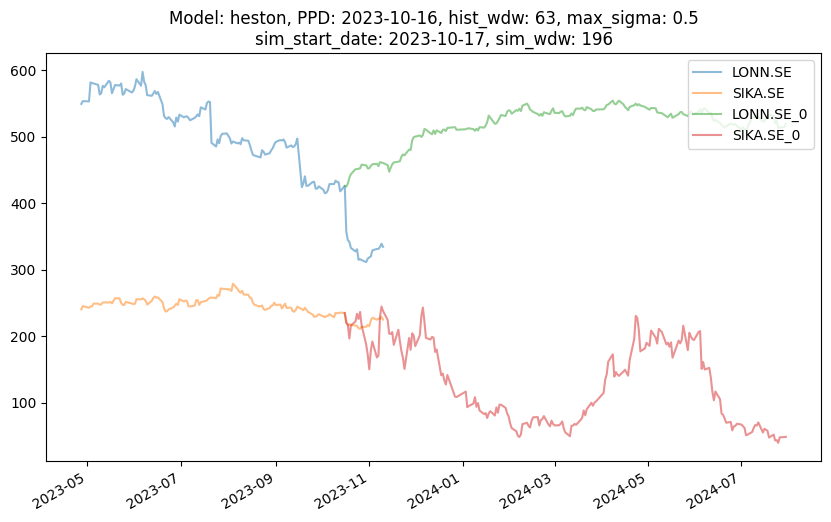 Model: heston, PPD: 2023-10-16, hist_wdw: 63, max_sigma: 0.5
sim_start_date: 2023-10-17, sim_wdw: 196
LONN.SE
SIKA.SE
LONN.SE_0
SIKA.SE_0
600
500
400
300
200
100
2023-05
2023-07
2023-09
2023-11
2024-01
2024-03
2024-05
2024-07